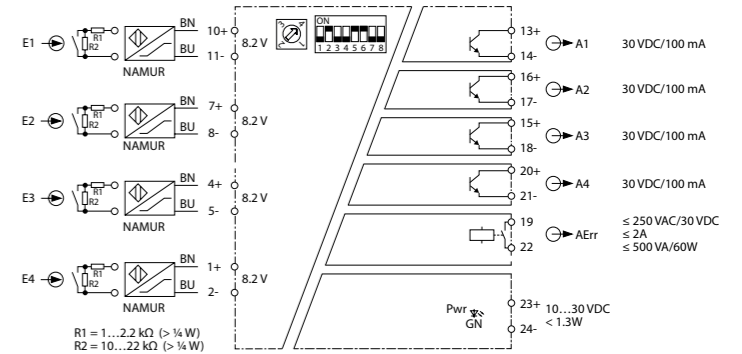 E1
R1
R2
NAMUR
BN 10+
BU 11-
8.2 V
E2
R1
R2
NAMUR
BN 7+
BU 8-
8.2 V
E3
R1
R2
NAMUR
BN 4+
BU 5-
8.2 V
E4
R1
R2
NAMUR
BN 1+
BU 2-
8.2 V
R1 = 1…2.2 kΩ (> ¼ W)
R2 = 10…22 kΩ (> ¼ W)
ON
1 2 3 4 5 6 7 8
13+
14-
A1 30 VDC/100 mA
16+
17-
A2 30 VDC/100 mA
15+
18-
A3 30 VDC/100 mA
20+
21-
A4 30 VDC/100 mA
19
22
AErr
≤ 250 VAC/30 VDC
≤ 2A
≤ 500 VA/60W
Pwr
GN
23+
24-
10…30 VDC
< 1.3W